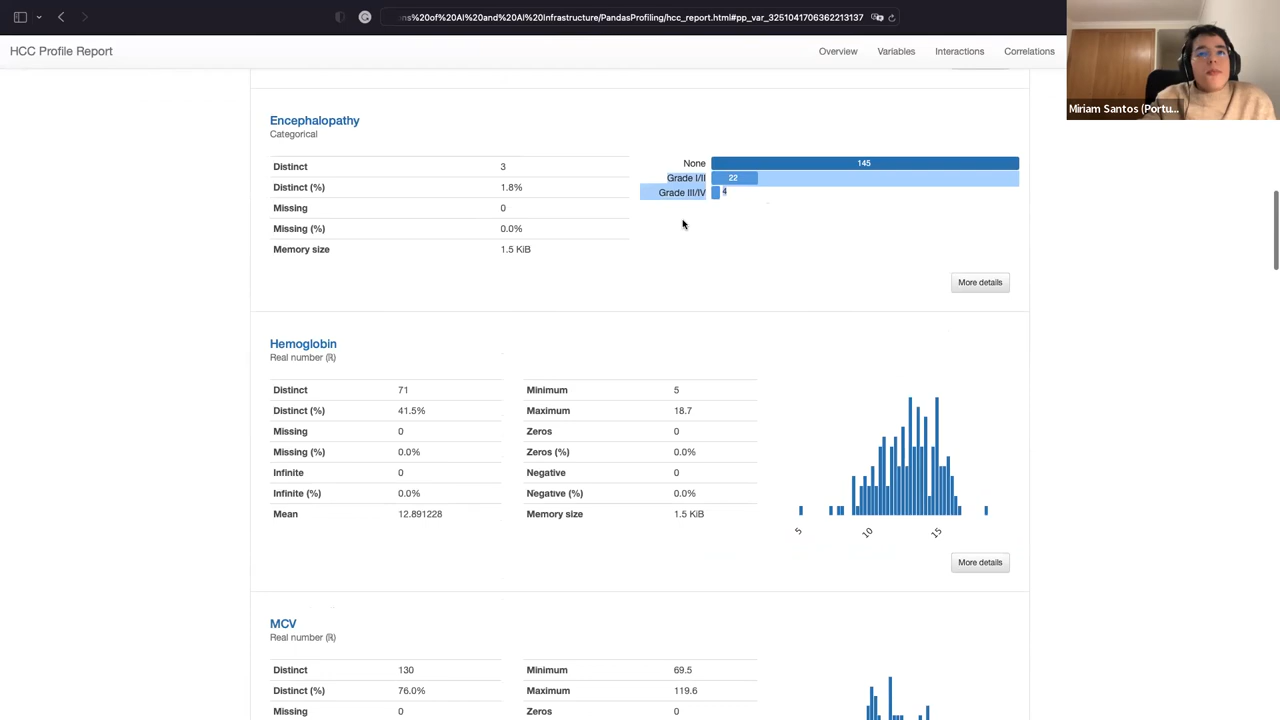 ens%20of%20AI%20and%20AI%20Infrastructure/PandasProfiling/hcc_report.html#pp_var_3251041706362213137
HCC Profile Report
Overview Variables Interactions Correlations
Miriam Santos (Portu...
Encephalopathy
Categorical
Distinct 3
Distinct (%) 1.8%
Missing 0
Missing (%) 0.0%
Memory size 1.5 KiB
None 145
Grade I/II 22
Grade III/IV 4
More details
Hemoglobin
Real number (ℝ)
Distinct 71
Distinct (%) 41.5%
Missing 0
Missing (%) 0.0%
Infinite 0
Infinite (%) 0.0%
Mean 12.891228
Minimum 5
Maximum 18.7
Zeros 0
Zeros (%) 0.0%
Negative 0
Negative (%) 0.0%
Memory size 1.5 KiB
5 10 15
More details
MCV
Real number (ℝ)
Distinct 130
Distinct (%) 76.0%
Missing 0
Minimum 69.5
Maximum 119.6
Zeros 0